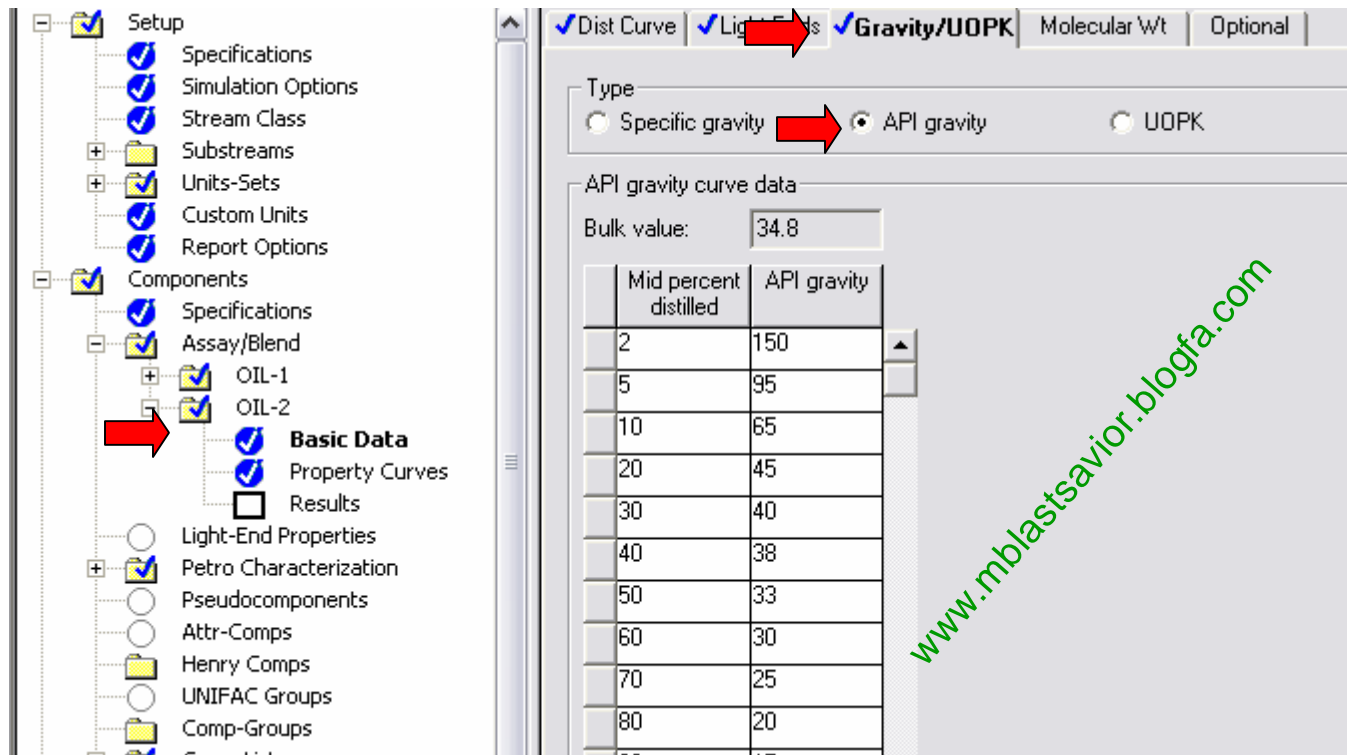 Setup
Specifications
Simulation Options
Stream Class
Substreams
Units-Sets
Custom Units
Report Options
Components
Specifications
Assay/Blend
OIL-1
OIL-2
Basic Data
Property Curves
Results
Light-End Properties
Petro Characterization
Pseudocomponents
Attr-Comps
Henry Comps
UNIFAC Groups
Comp-Groups
Dist Curve Gravity/UOPK Molecular Wt Optional
Type
Specific gravity API gravity UOPK
API gravity curve data
Bulk value: 34.8
Mid percent distilled API gravity
2 150
5 95
10 65
20 45
30 40
40 38
50 33
60 30
70 25
80 20
www.mblastsavior.blogfa.com